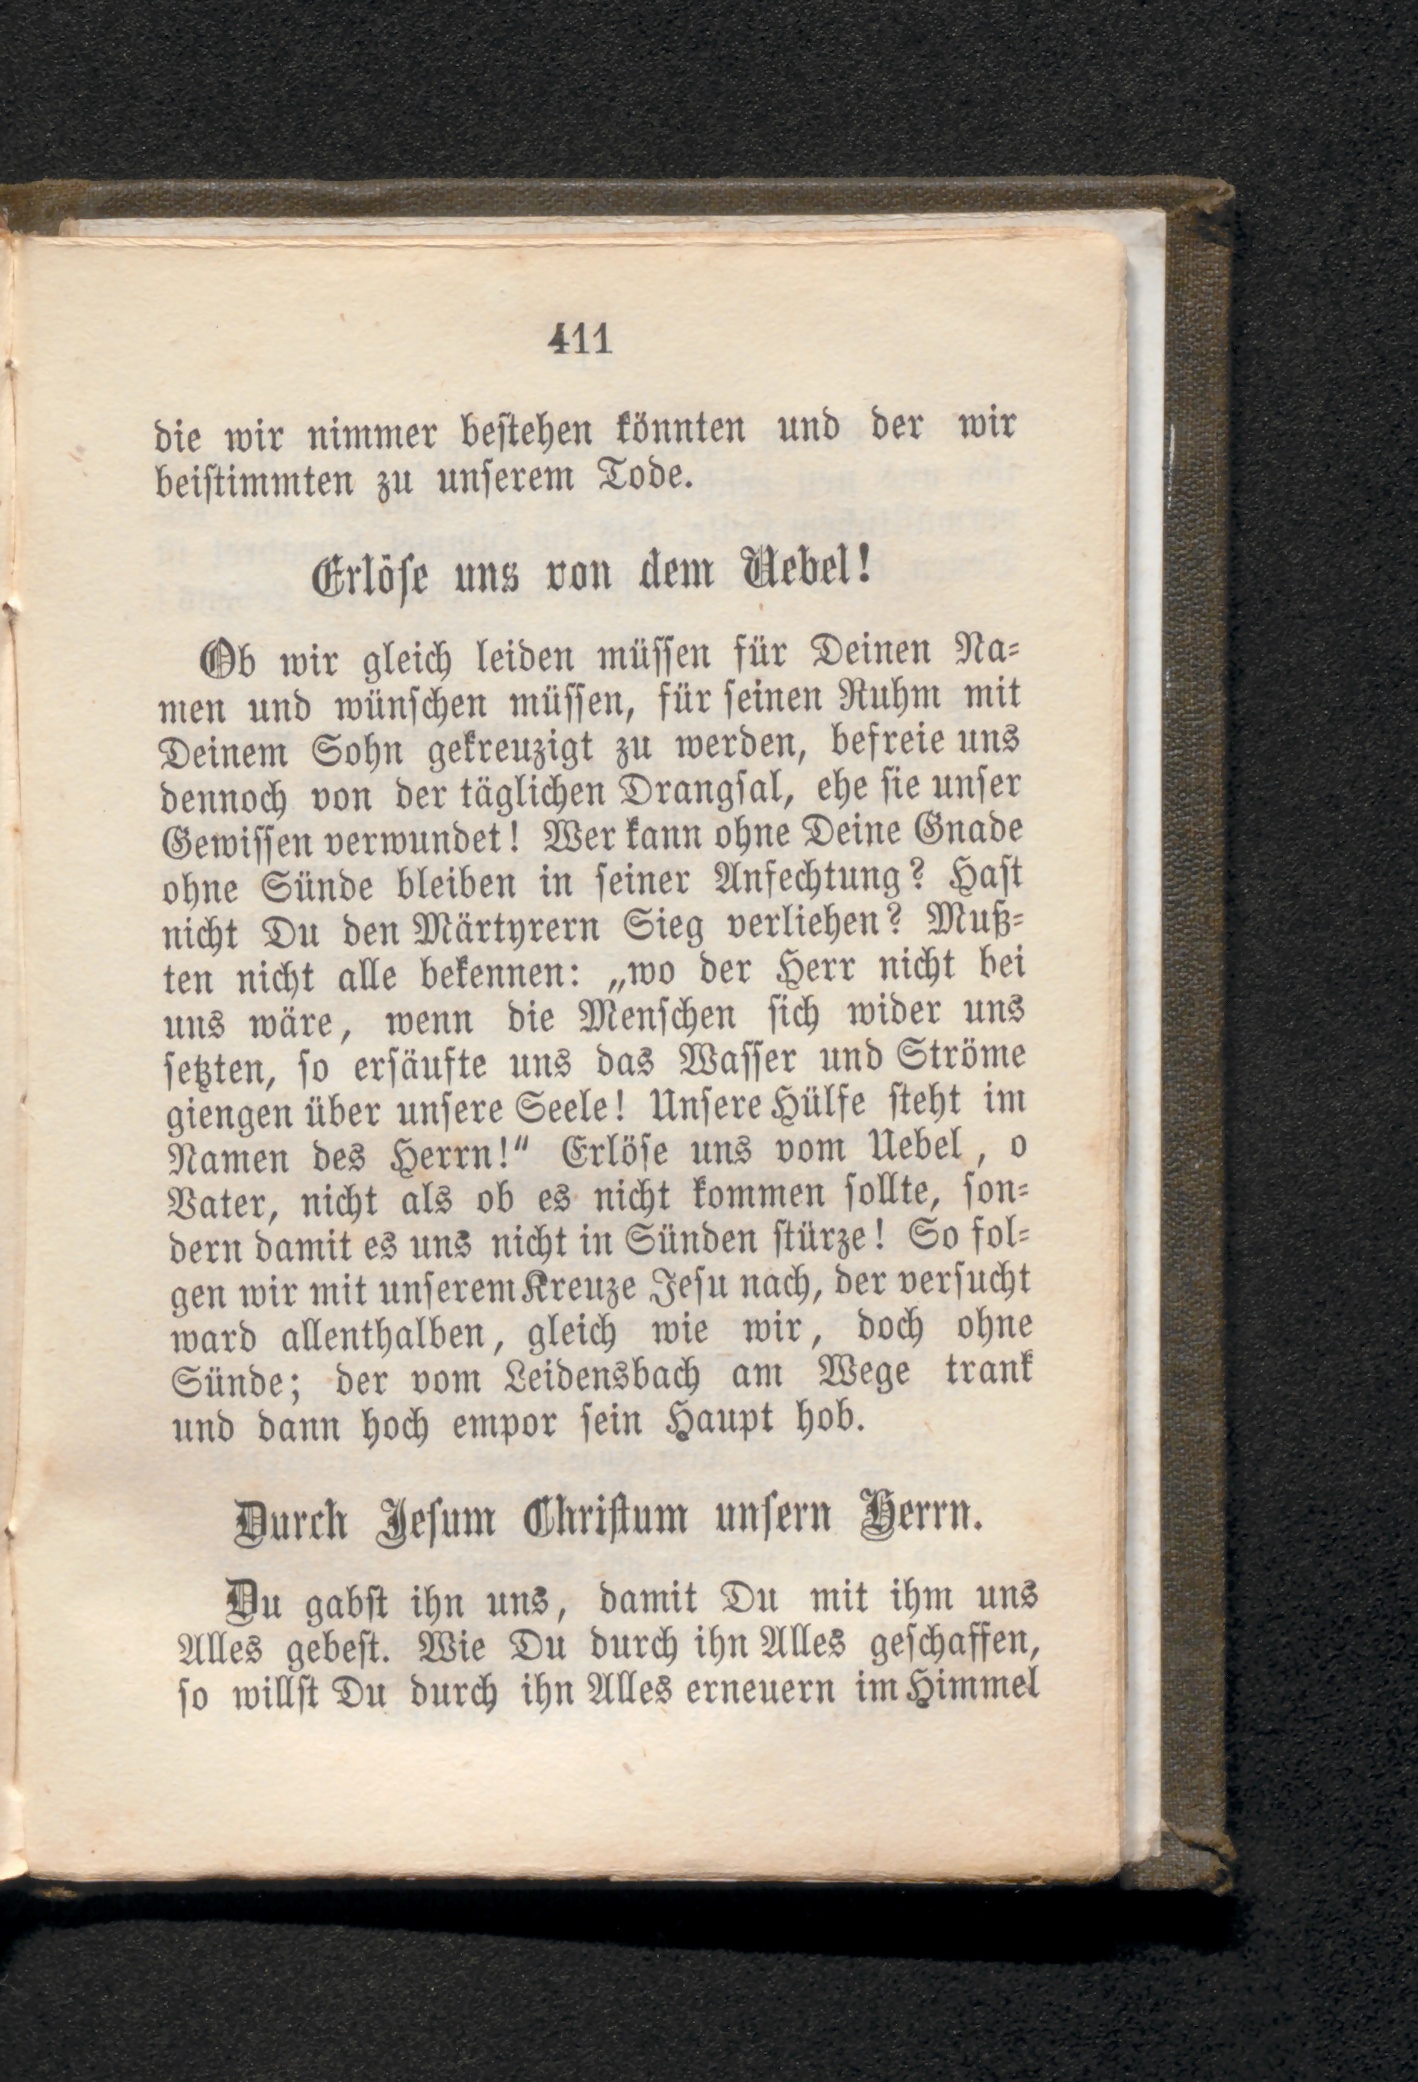 411
die wir nimmer bestehen könnten und der wir
beistimmten zu unserem Tode.
Erlöse uns von dem Uebel!
Ob wir gleich leiden müssen für Deinen Na-
men und wünschen müssen, für seinen Ruhm mit
Deinem Sohn gekreuzigt zu werden, befreie uns
dennoch von der täglichen Drangsal, ehe sie unser
Gewissen verwundet! Wer kann ohne Deine Gnade
ohne Sünde bleiben in seiner Anfechtung? Hast
nicht Du den Märtyrern Sieg verliehen? Muß-
ten nicht alle bekennen: „wo der Herr nicht bei
uns wäre, wenn die Menschen sich wider uns
setzten, so ersäufte uns das Wasser und Ströme
giengen über unsere Seele! Unsere Hülfe steht im
Namen des Herrn!“ Erlöse uns vom Uebel, o
Vater, nicht als ob es nicht kommen sollte, son-
dern damit es uns nicht in Sünden stürze! So fol-
gen wir mit unserem Kreuze Jesu nach, der versucht
ward allenthalben, gleich wie wir, doch ohne
Sünde; der vom Leidensbach am Wege trank
und dann hoch empor sein Haupt hob.
Durch Jesum Christum unsern Herrn.
Du gabst ihn uns, damit Du mit ihm uns
Alles gebest. Wie Du durch ihn Alles geschaffen,
so willst Du durch ihn Alles erneuern im Himmel